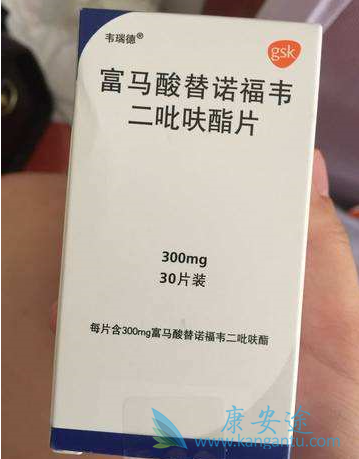 韦瑞德®
gsk
富马酸替诺福韦
二吡呋酯片
300mg
30片装
每片含300mg富马酸替诺福韦二吡呋酯
康安途
www.kangantu.com